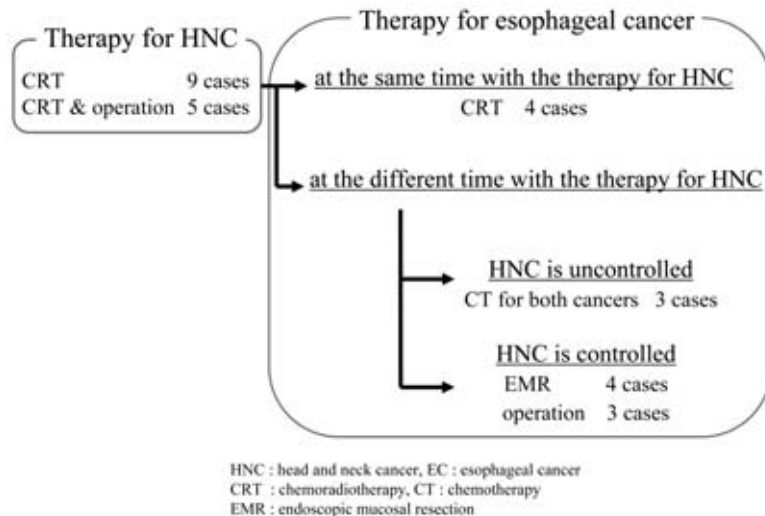 Therapy for HNC
CRT 9 cases
CRT & operation 5 cases
Therapy for esophageal cancer
at the same time with the therapy for HNC
CRT 4 cases
at the different time with the therapy for HNC
HNC is uncontrolled
CT for both cancers 3 cases
HNC is controlled
EMR 4 cases
operation 3 cases
HNC : head and neck cancer, EC : esophageal cancer
CRT : chemoradiotherapy, CT : chemotherapy
EMR : endoscopic mucosal resection